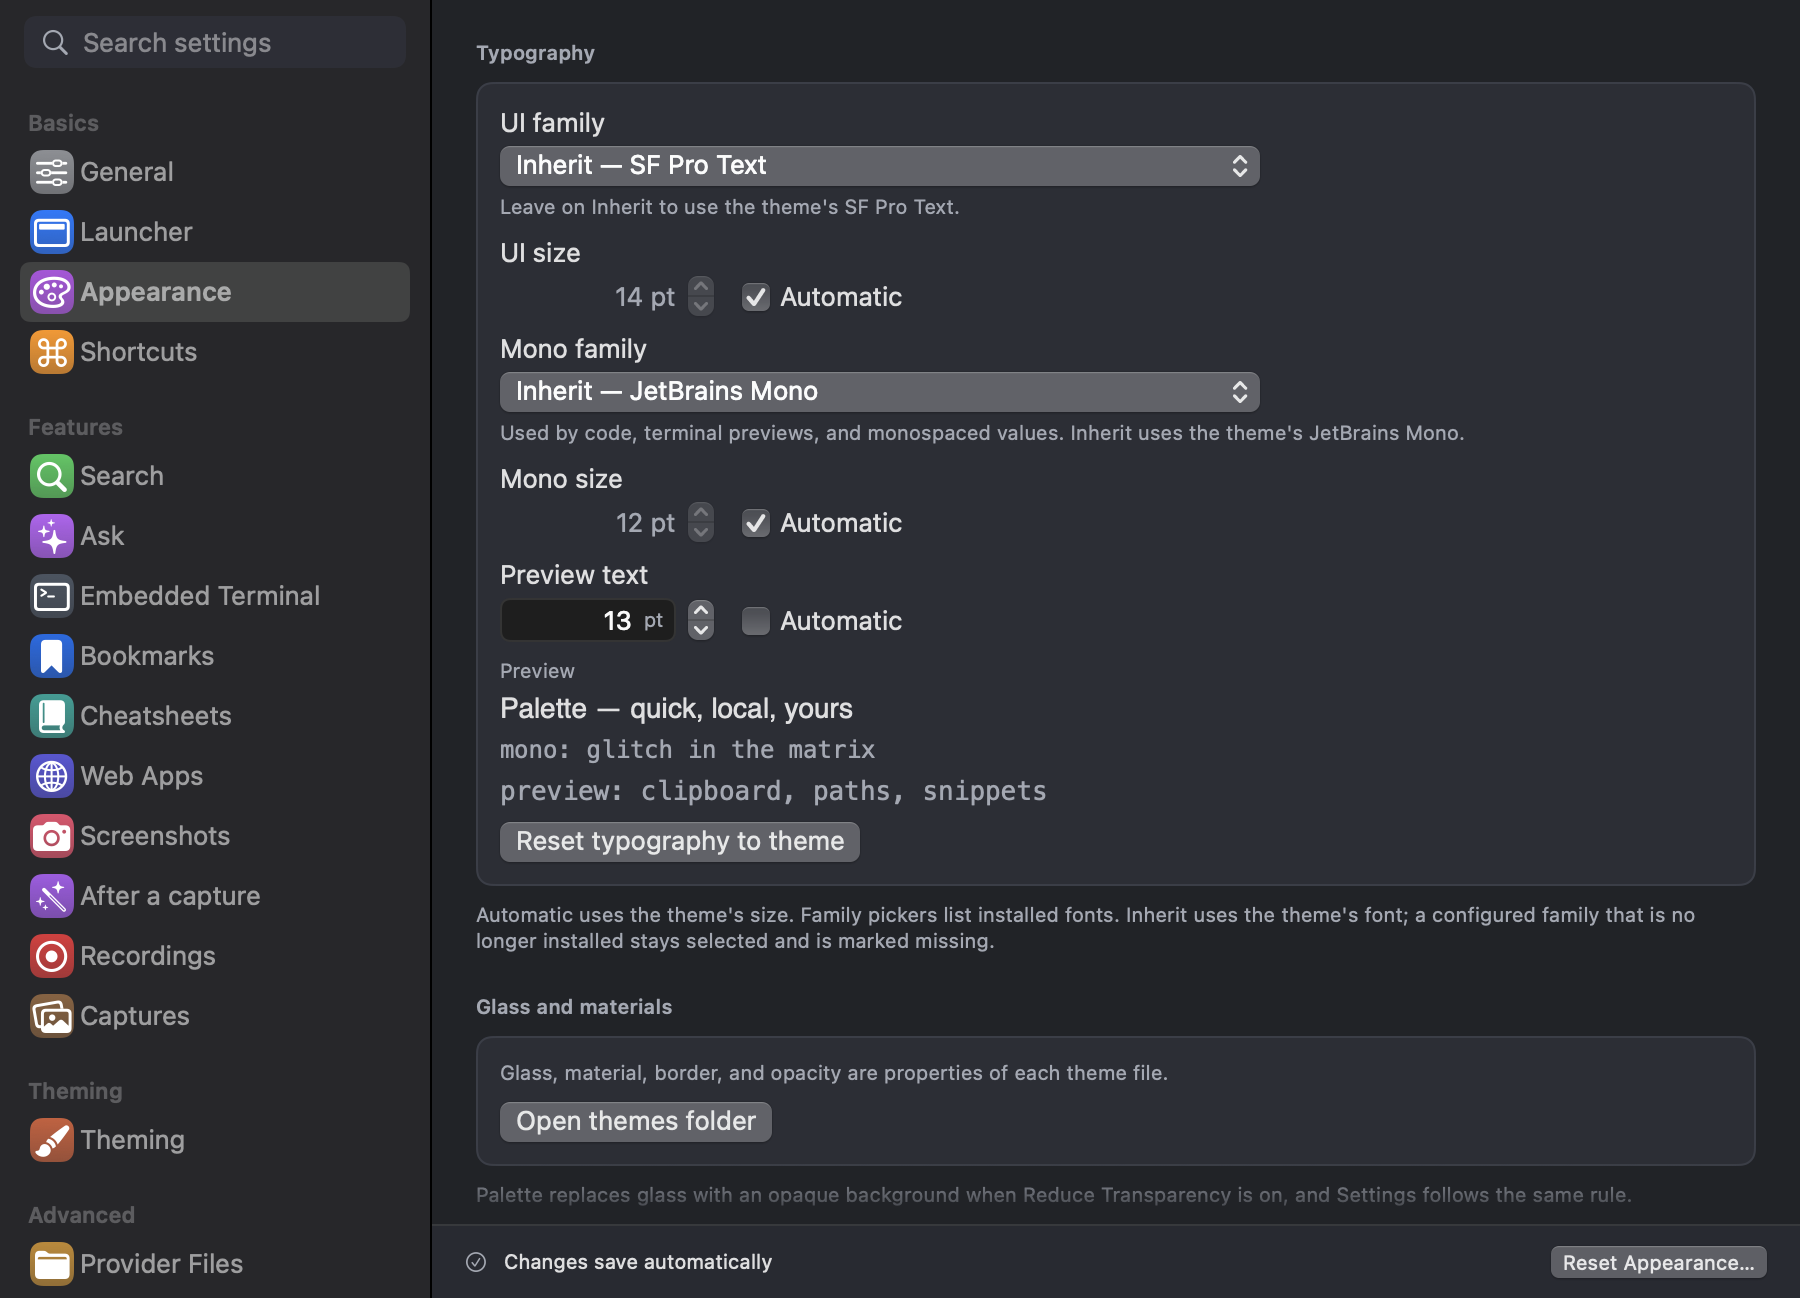 Search settings
Basics
General
Launcher
Appearance
Shortcuts
Features
Search
Ask
Embedded Terminal
Bookmarks
Cheatsheets
Web Apps
Screenshots
After a capture
Recordings
Captures
Theming
Theming
Advanced
Provider Files
Typography
UI family
Inherit — SF Pro Text
Leave on Inherit to use the theme's SF Pro Text.
UI size
14 pt Automatic
Mono family
Inherit — JetBrains Mono
Used by code, terminal previews, and monospaced values. Inherit uses the theme's JetBrains Mono.
Mono size
12 pt Automatic
Preview text
13 pt Automatic
Preview
Palette — quick, local, yours
mono: glitch in the matrix
preview: clipboard, paths, snippets
Reset typography to theme
Automatic uses the theme's size. Family pickers list installed fonts. Inherit uses the theme's font; a configured family that is no
longer installed stays selected and is marked missing.
Glass and materials
Glass, material, border, and opacity are properties of each theme file.
Open themes folder
Palette replaces glass with an opaque background when Reduce Transparency is on, and Settings follows the same rule.
Changes save automatically
Reset Appearance...